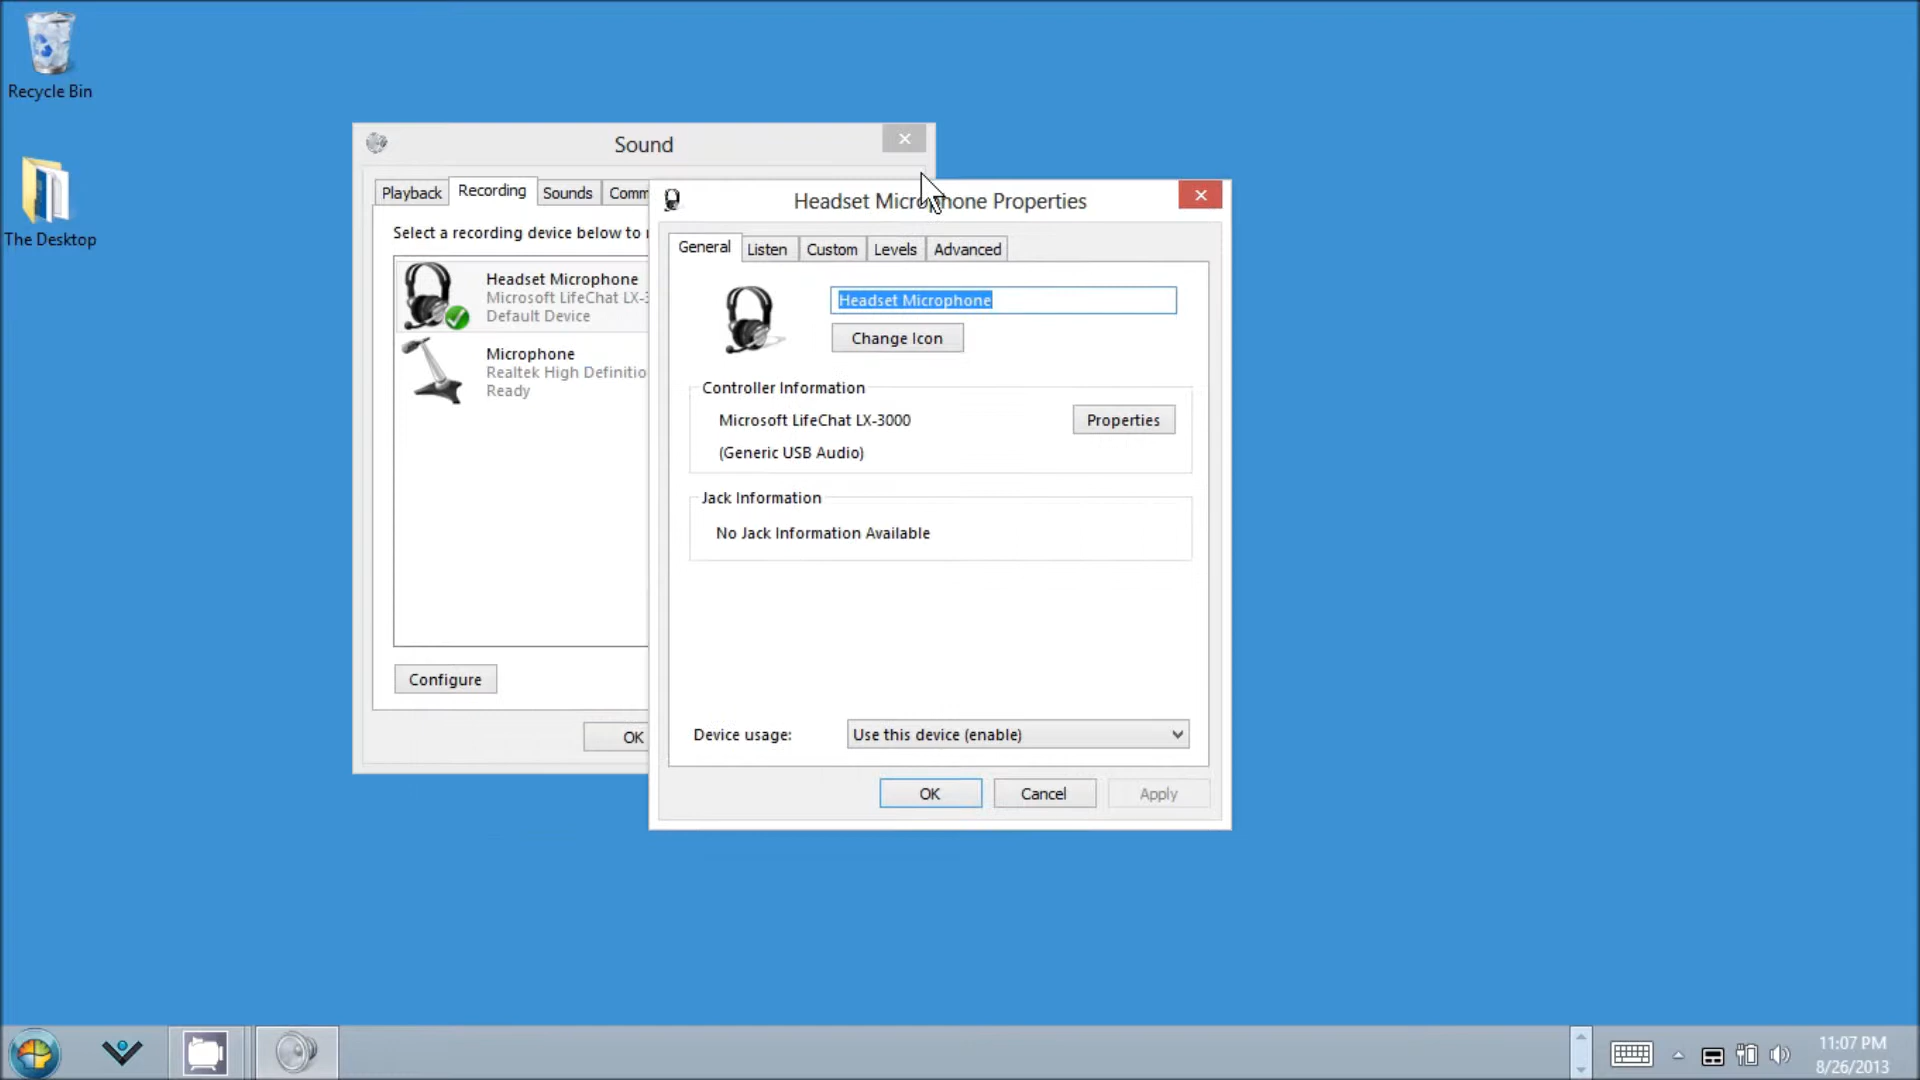 Recycle Bin
The Desktop
Sound
Playback
Recording
Sounds
Comm
Select a recording device below to
Headset Microphone
Microsoft LifeChat LX-3
Default Device
Microphone
Realtek High Definitio
Ready
Configure
OK
Headset Microphone Properties
General
Listen
Custom
Levels
Advanced
Headset Microphone
Change Icon
Controller Information
Microsoft LifeChat LX-3000
Properties
(Generic USB Audio)
Jack Information
No Jack Information Available
Device usage:
Use this device (enable)
OK
Cancel
Apply
11:07 PM
8/26/2013